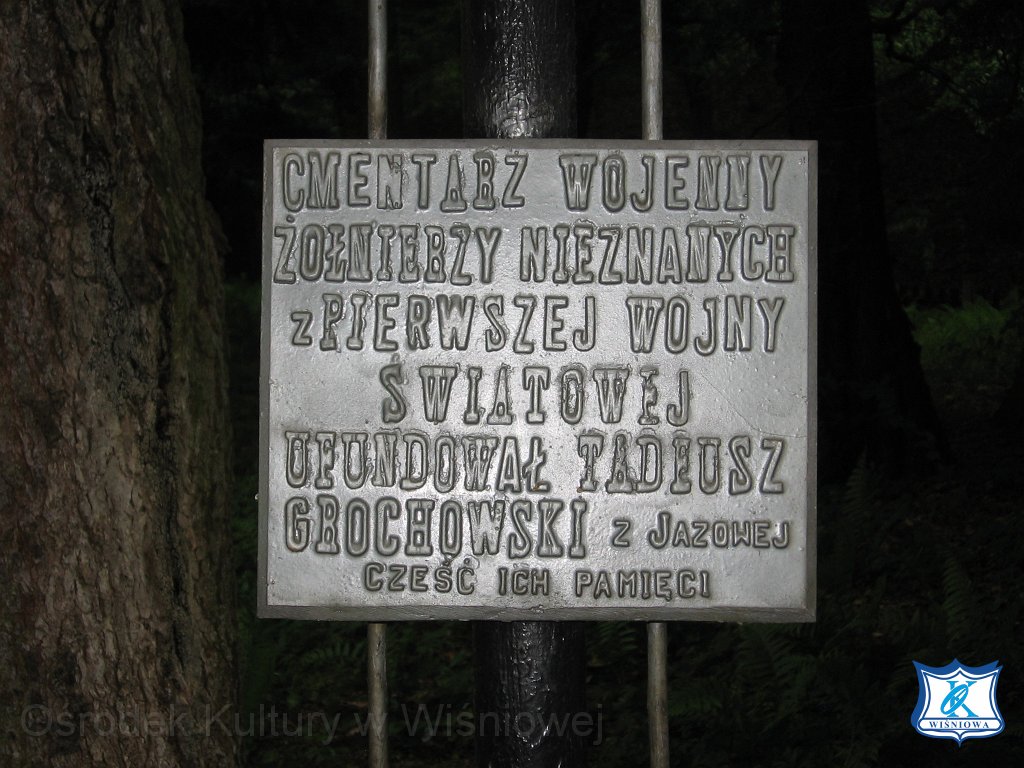 CMENTARZ WOJENNY
ŻOŁNIERZY NIEZNANYCH
z PIERWSZEJ WOJNY
ŚWIATOWEJ
UFUNDOWAŁ TADEUSZ
GROCHOWSKI Z JAZOWEJ
CZEŚĆ ICH PAMIĘCI
©Ośrodek Kultury w Wiśniowej
WIŚNIOWA